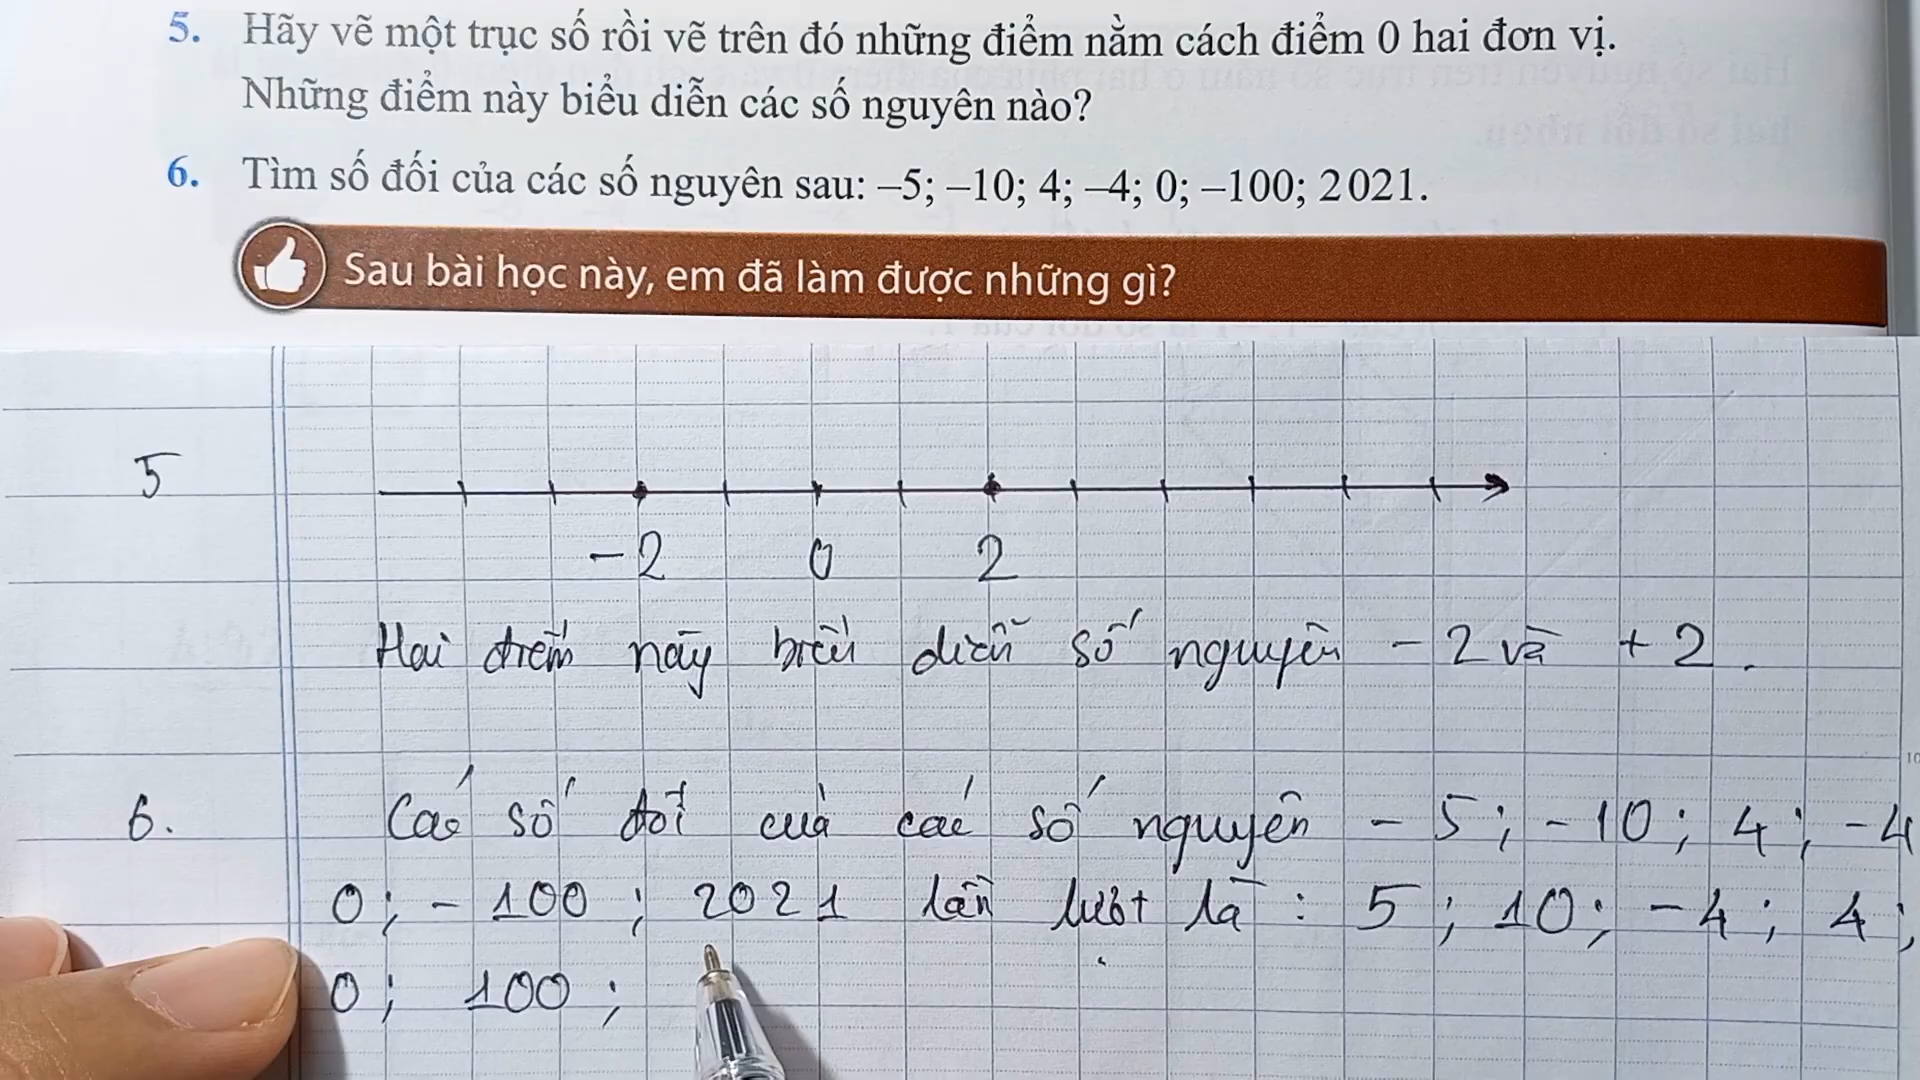 5. Hãy vẽ một trục số rồi vẽ trên đó những điểm nằm cách điểm 0 hai đơn vị.
Những điểm này biểu diễn các số nguyên nào?
6. Tìm số đối của các số nguyên sau: –5; –10; 4; –4; 0; –100; 2021.
Sau bài học này, em đã làm được những gì?
5
-2 0 2
Hai điểm này biểu diễn số nguyên - 2 và + 2.
6. Các số đối của các số nguyên - 5; -10; 4; -4
0; - 100; 2021 lần lượt là: 5; 10; -4; 4;
0; 100;